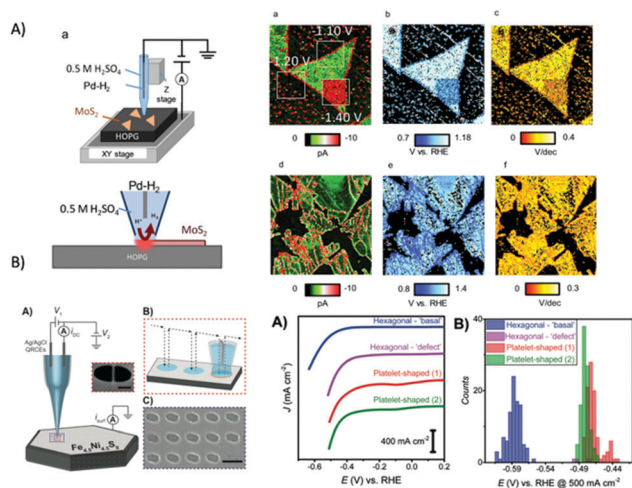 A)
a
0.5 M H₂SO₄
Pd-H₂
A
Z
stage
MoS₂
HOPG
XY stage
Pd-H₂
0.5 M H₂SO₄
H⁺
H₂
MoS₂
HOPG
a
-1.10 V
-1.20 V
-1.40 V
0 -10
pA
b
0.7 1.18
V vs. RHE
c
0 0.4
V/dec
d
0 -10
pA
e
0.8 1.4
V vs. RHE
f
0 0.3
V/dec
B)
A)
V₁
A
i_DC
V₂
Ag/AgCl
QRCEs
i_surf
A
Fe₄.₅Ni₄.₅S₈
B)
C)
A)
Hexagonal - 'basal'
Hexagonal - 'defect'
Platelet-shaped (1)
Platelet-shaped (2)
400 mA cm⁻²
J (mA cm⁻²)
-0.6 -0.4 -0.2 0.0 0.2
E (V) vs. RHE
B)
Hexagonal - 'basal'
Hexagonal - 'defect'
Platelet-shaped (1)
Platelet-shaped (2)
Counts
40
20
0
-0.59 -0.54 -0.49 -0.44
E (V) vs. RHE @ 500 mA cm⁻²